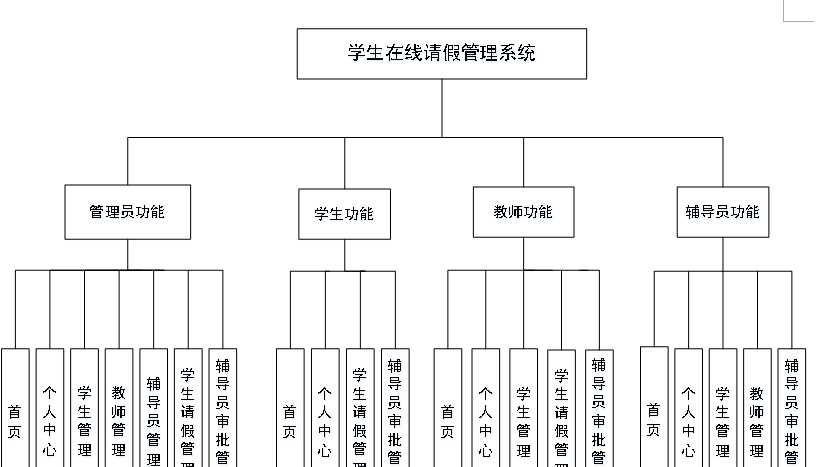 学生在线请假管理系统
管理员功能
学生功能
教师功能
辅导员功能
首页
个人中心
学生管理
教师管理
辅导员管理
学生请假管
辅导员审批管
首页
个人中心
学生请假管
辅导员审批管
首页
个人中心
学生管理
学生请假管
辅导员审批管
首页
个人中心
学生管理
教师管理
辅导员审批管